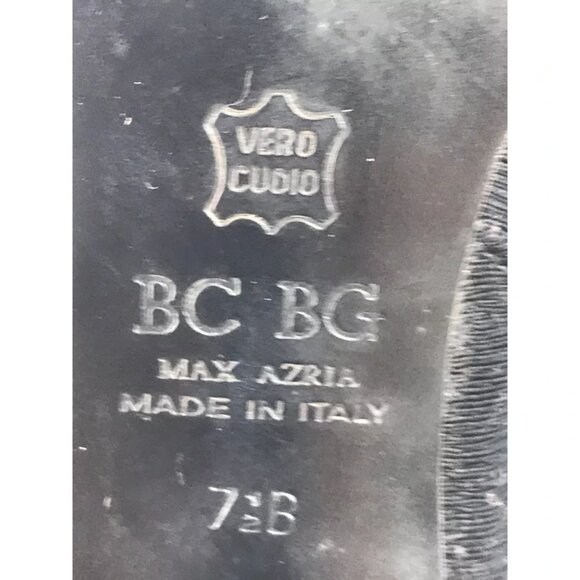 VERO
CUOIO
BC BG
MAX AZRIA
MADE IN ITALY
7½B